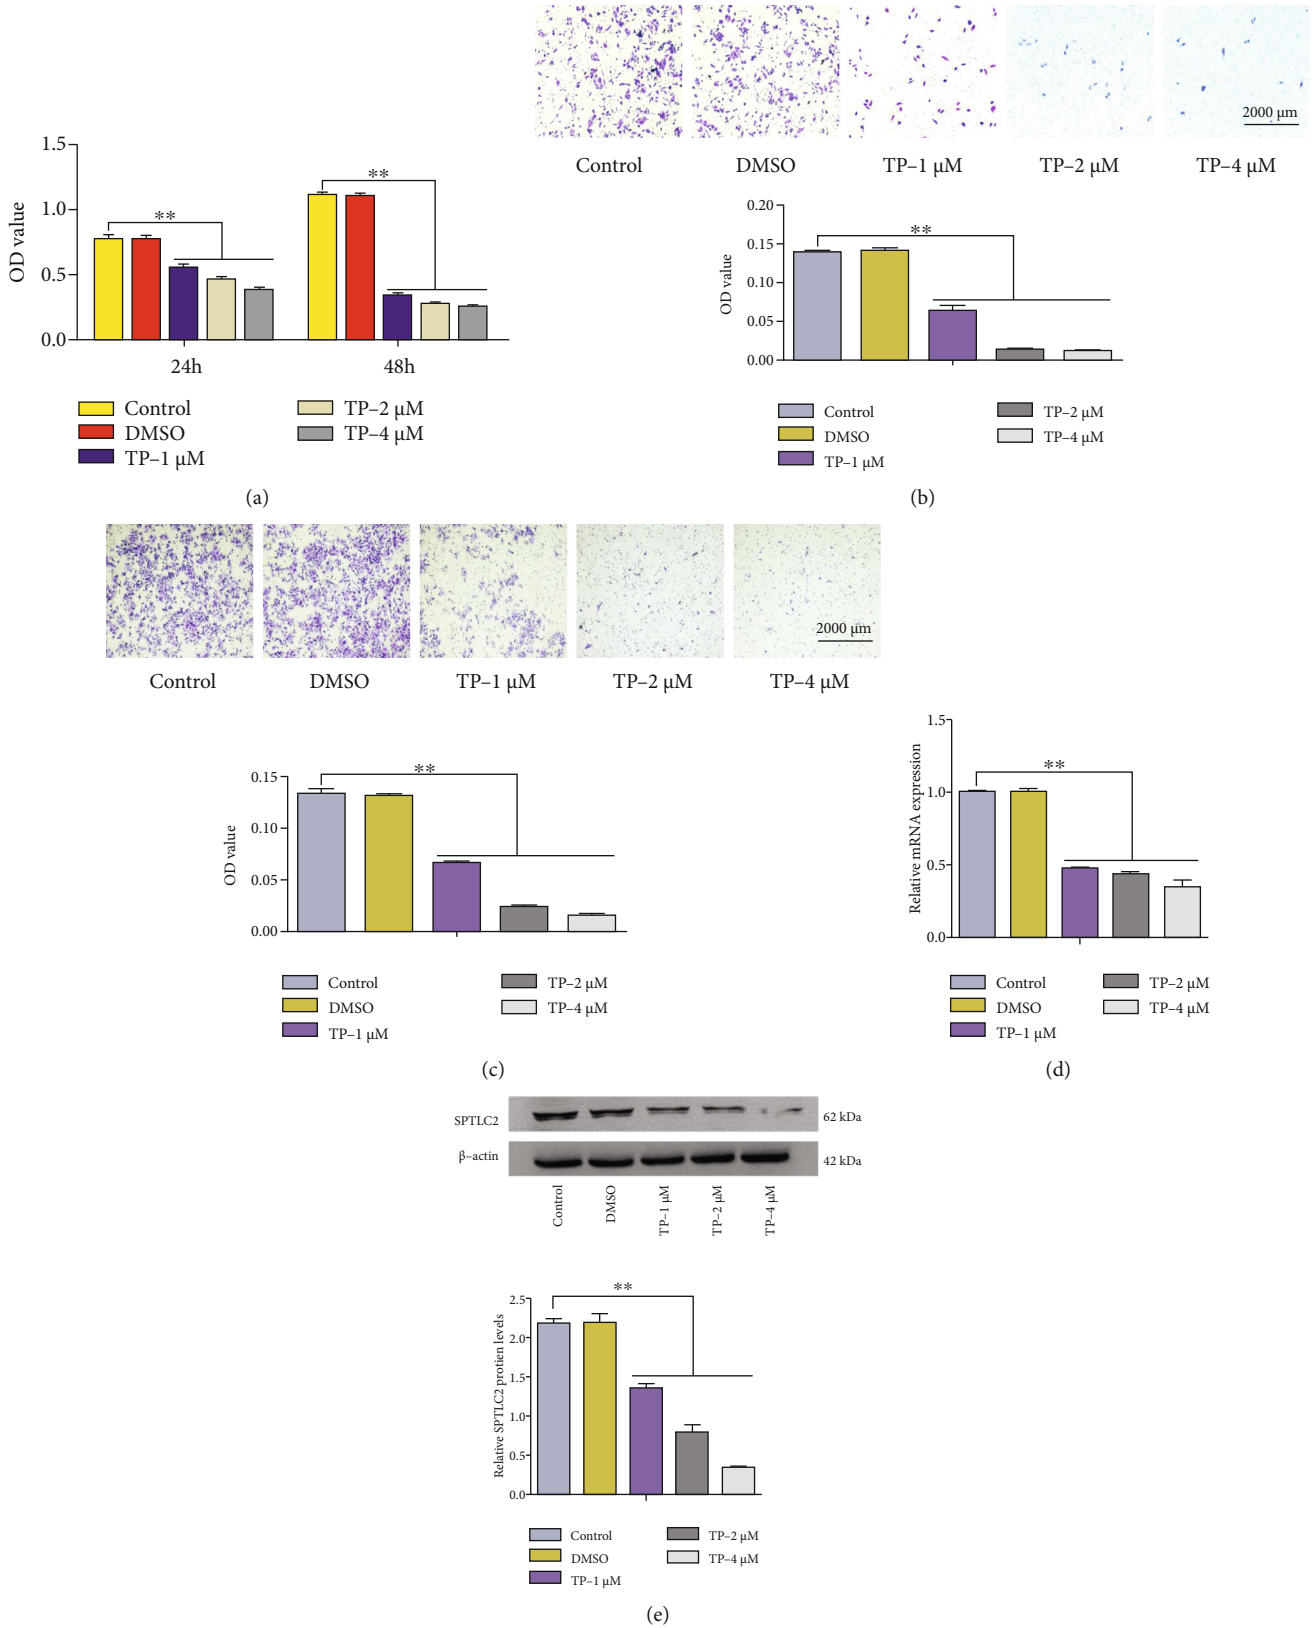 2000 μm
Control DMSO TP–1 μM TP–2 μM TP–4 μM
OD value
1.5
1.0
0.5
0.0
**
**
24h 48h
Control
DMSO
TP–1 μM
TP–2 μM
TP–4 μM
(a)
OD value
0.20
0.15
0.10
0.05
0.00
**
Control
DMSO
TP–1 μM
TP–2 μM
TP–4 μM
(b)
2000 μm
Control DMSO TP–1 μM TP–2 μM TP–4 μM
OD value
0.15
0.10
0.05
0.00
**
Control
DMSO
TP–1 μM
TP–2 μM
TP–4 μM
(c)
Relative mRNA expression
1.5
1.0
0.5
0.0
**
Control
DMSO
TP–1 μM
TP–2 μM
TP–4 μM
(d)
SPTLC2 62 kDa
β–actin 42 kDa
Control
DMSO
TP–1 μM
TP–2 μM
TP–4 μM
Relative SPTLC2 protien levels
2.5
2.0
1.5
1.0
0.5
0.0
**
Control
DMSO
TP–1 μM
TP–2 μM
TP–4 μM
(e)